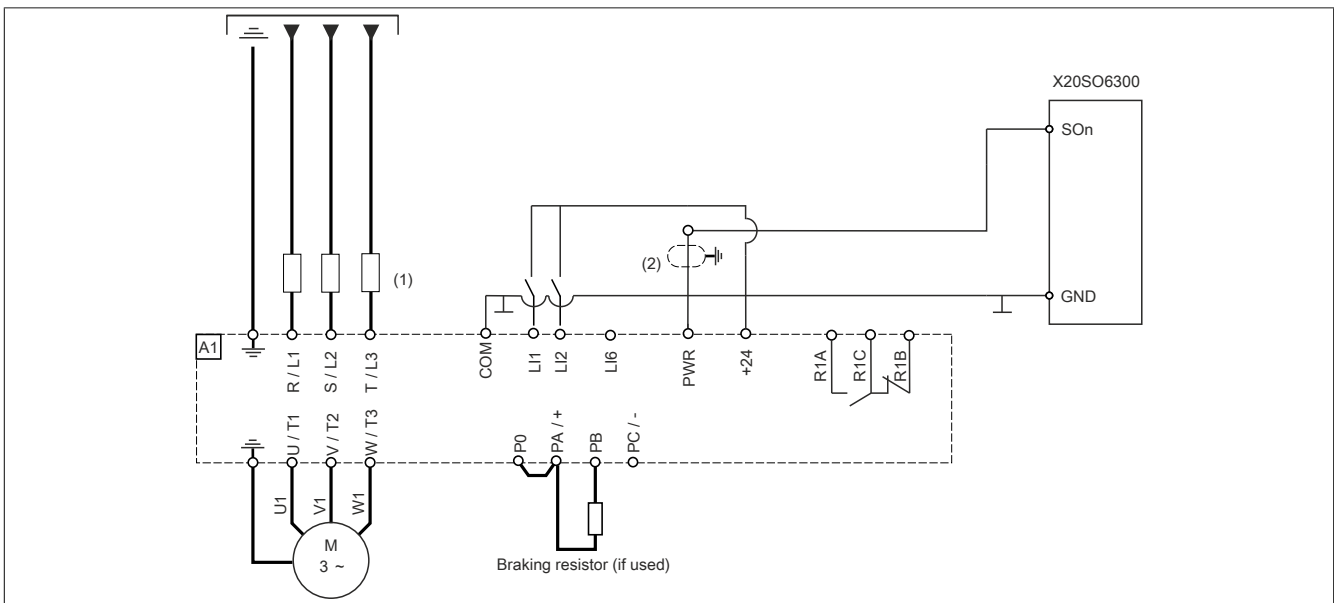 X20SO6300
SOn
(2)
(1)
GND
A1
R / L1
S / L2
T / L3
COM
LI1
LI2
LI6
PWR
+24
R1A
R1C
R1B
U / T1
V / T2
W / T3
P0
PA / +
PB
PC / -
U1
V1
W1
M
3 ~
Braking resistor (if used)